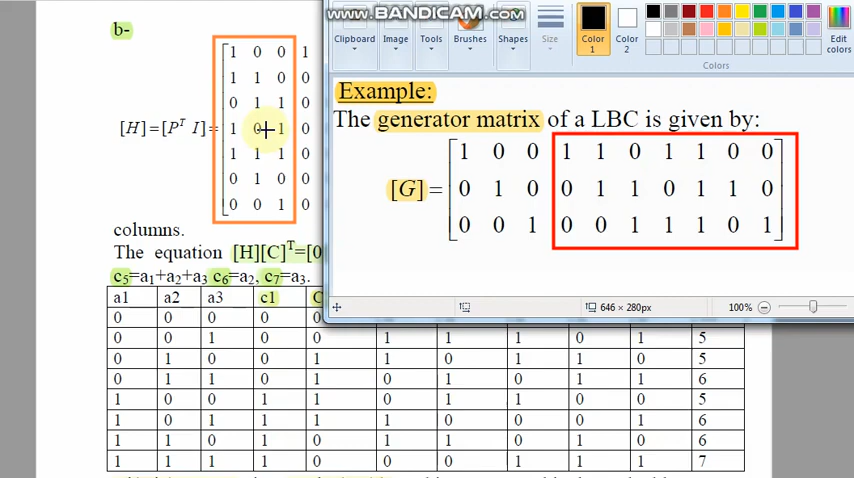 WWW.BANDICAM.COM
Clipboard Image Tools Brushes Shapes Size Color 1 Color 2 Edit colors
Colors
b-
[H]=[Pᵀ I]=
1 0 0 1
1 1 0 0
0 1 1 0
1 0 1 0
1 1 1 0
0 1 0 0
0 0 1 0
Example:
The generator matrix of a LBC is given by:
[G]=
1 0 0 1 1 0 1 1 0 0
0 1 0 0 1 1 0 1 1 0
0 0 1 0 0 1 1 1 0 1
646 × 280px 100%
columns.
The equation [H][C]ᵀ=[0
c₅=a₁+a₂+a₃ c₆=a₂, c₇=a₃.
a1 a2 a3 c1 C
0 0 0 0
0 0 1 0 0 1 1 1 0 1 5
0 1 0 0 1 1 0 1 1 0 5
0 1 1 0 1 0 1 0 1 1 6
1 0 0 1 1 0 1 1 0 0 5
1 0 1 1 1 1 0 0 0 1 6
1 1 0 1 0 1 1 0 1 0 6
1 1 1 1 0 0 0 1 1 1 7